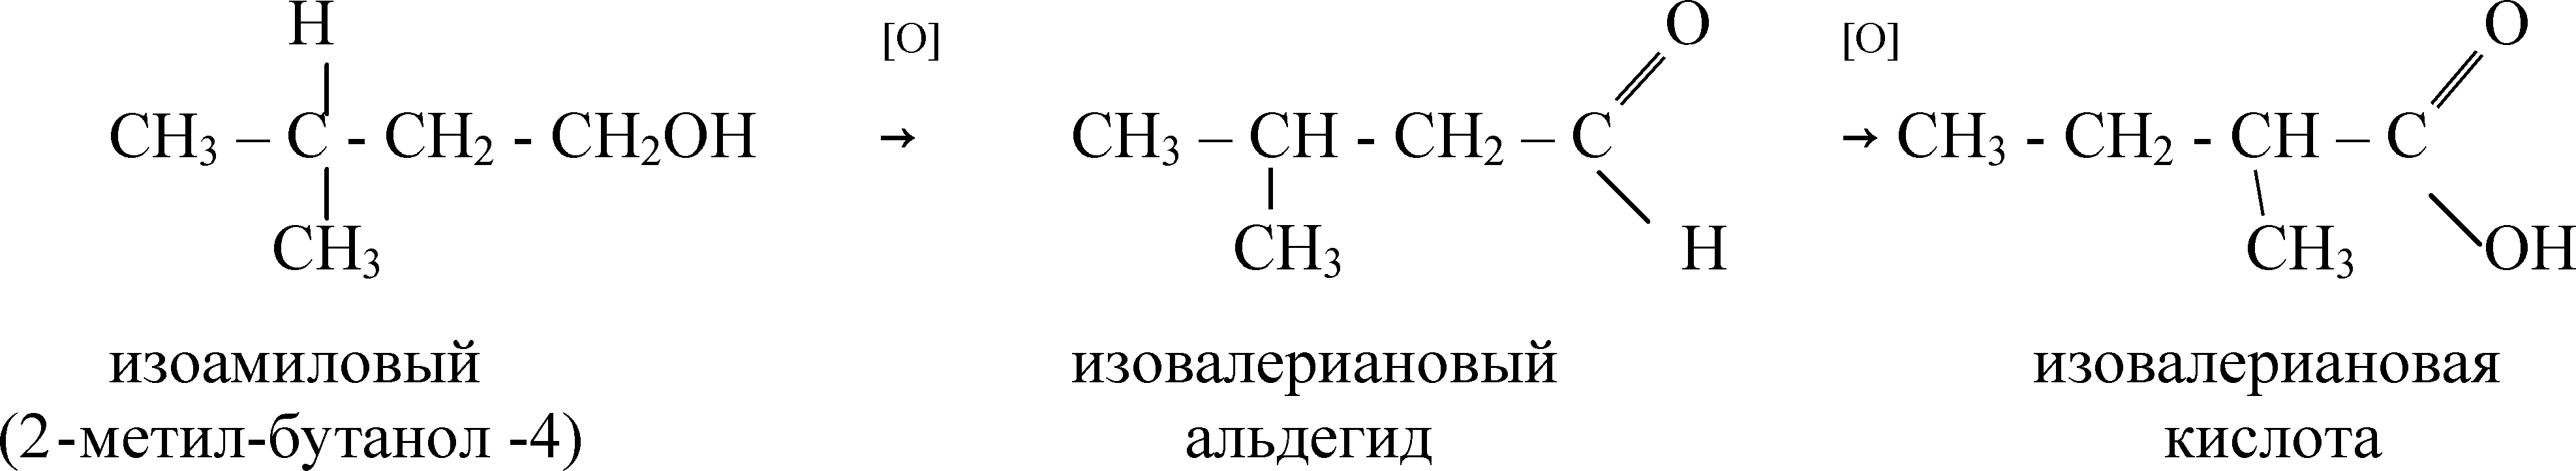 H [O] O [O] O
CH₃ – C - CH₂ - CH₂OH → CH₃ – CH - CH₂ – C → CH₃ - CH₂ - CH – C
CH₃ CH₃ H CH₃ OH
изоамиловый изовалериановый изовалериановая
(2-метил-бутанол -4) альдегид кислота